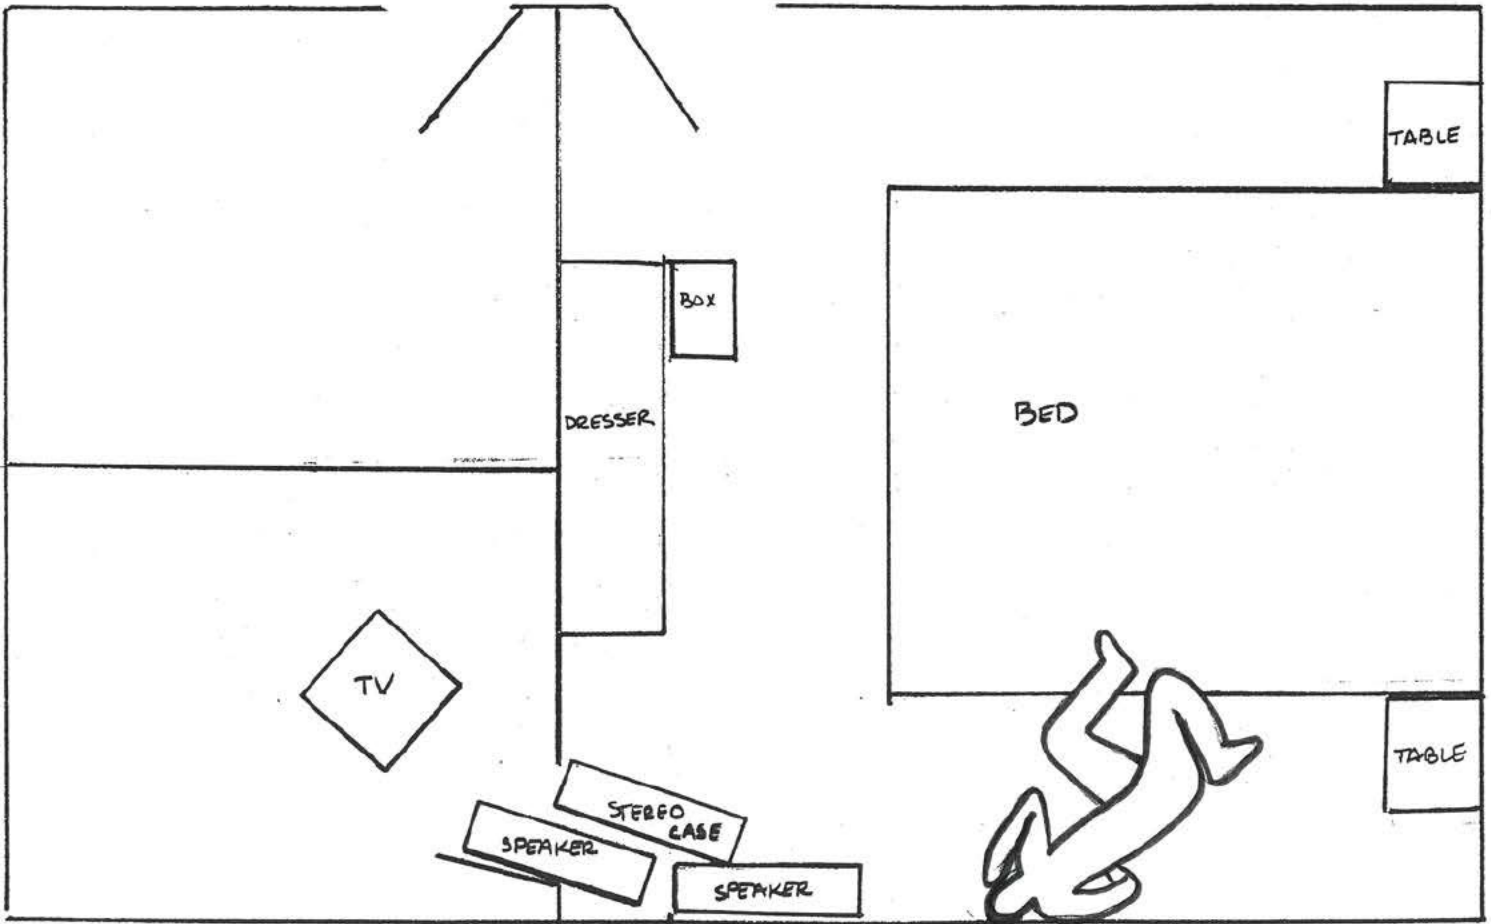 TABLE
BOX
DRESSER
BED
TV
TABLE
STEREO
CASE
SPEAKER
SPEAKER